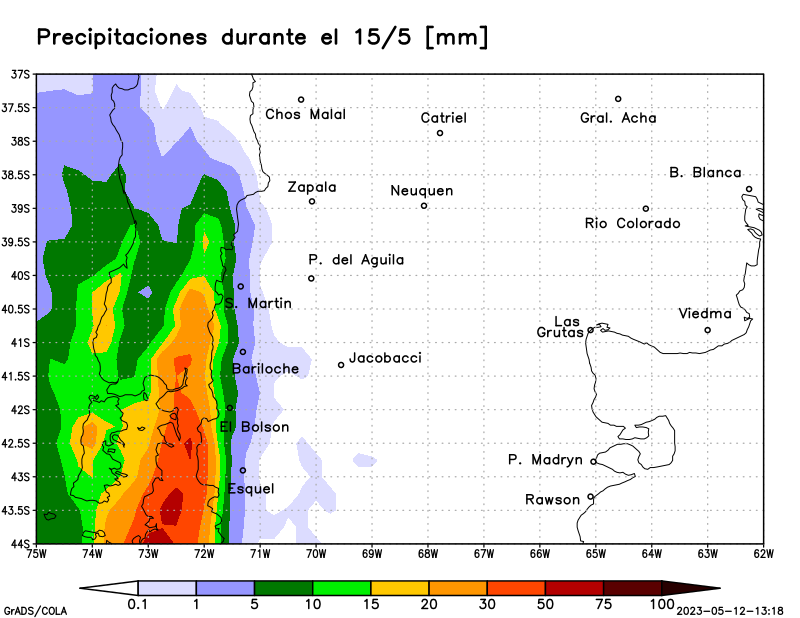 Precipitaciones durante el 15/5 [mm]
37S
37.5S
38S
38.5S
39S
39.5S
40S
40.5S
41S
41.5S
42S
42.5S
43S
43.5S
44S
Chos Malal
Catriel
Gral. Acha
B. Blanca
Zapala
Neuquen
Rio Colorado
P. del Aguila
S. Martin
Viedma
Las
Grutas
Bariloche
Jacobacci
El Bolson
P. Madryn
Esquel
Rawson
75W 74W 73W 72W 71W 70W 69W 68W 67W 66W 65W 64W 63W 62W
0.1 1 5 10 15 20 30 50 75 100
GrADS/COLA
2023-05-12-13:18